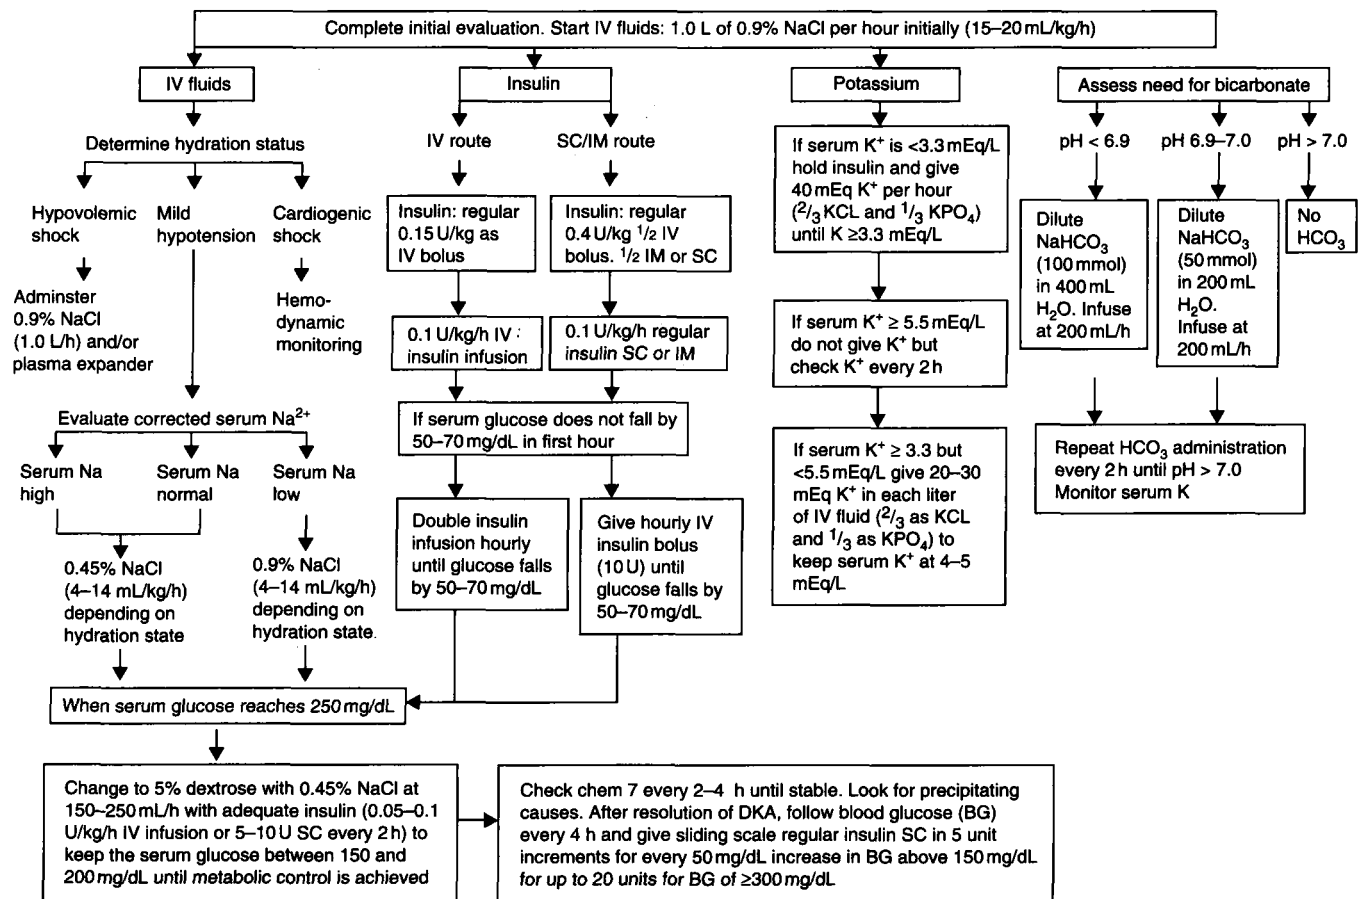 Complete initial evaluation. Start IV fluids: 1.0 L of 0.9% NaCl per hour initially (15–20 mL/kg/h)
IV fluids
Determine hydration status
Hypovolemic
shock
Mild
hypotension
Cardiogenic
shock
Adminster
0.9% NaCl
(1.0 L/h) and/or
plasma expander
Hemo-
dynamic
monitoring
Evaluate corrected serum Na²⁺
Serum Na
high
Serum Na
normal
Serum Na
low
0.45% NaCl
(4–14 mL/kg/h)
depending on
hydration state
0.9% NaCl
(4–14 mL/kg/h)
depending on
hydration state.
Insulin
IV route
SC/IM route
Insulin: regular
0.15 U/kg as
IV bolus
Insulin: regular
0.4 U/kg ½ IV
bolus. ½ IM or SC
0.1 U/kg/h IV :
insulin infusion
0.1 U/kg/h regular
insulin SC or IM
If serum glucose does not fall by
50–70 mg/dL in first hour
Double insulin
infusion hourly
until glucose falls
by 50–70 mg/dL
Give hourly IV
insulin bolus
(10 U) until
glucose falls by
50–70 mg/dL
Potassium
If serum K⁺ is <3.3 mEq/L
hold insulin and give
40 mEq K⁺ per hour
(²/₃ KCL and ¹/₃ KPO₄)
until K ≥3.3 mEq/L
If serum K⁺ ≥ 5.5 mEq/L
do not give K⁺ but
check K⁺ every 2 h
If serum K⁺ ≥ 3.3 but
<5.5 mEq/L give 20–30
mEq K⁺ in each liter
of IV fluid (²/₃ as KCL
and ¹/₃ as KPO₄) to
keep serum K⁺ at 4–5
mEq/L
Assess need for bicarbonate
pH < 6.9
pH 6.9–7.0
pH > 7.0
Dilute
NaHCO₃
(100 mmol)
in 400 mL
H₂O. Infuse
at 200 mL/h
Dilute
NaHCO₃
(50 mmol)
in 200 mL
H₂O.
Infuse at
200 mL/h
No
HCO₃
Repeat HCO₃ administration
every 2 h until pH > 7.0
Monitor serum K
When serum glucose reaches 250 mg/dL
Change to 5% dextrose with 0.45% NaCl at
150–250 mL/h with adequate insulin (0.05–0.1
U/kg/h IV infusion or 5–10 U SC every 2 h) to
keep the serum glucose between 150 and
200 mg/dL until metabolic control is achieved
Check chem 7 every 2–4 h until stable. Look for precipitating
causes. After resolution of DKA, follow blood glucose (BG)
every 4 h and give sliding scale regular insulin SC in 5 unit
increments for every 50 mg/dL increase in BG above 150 mg/dL
for up to 20 units for BG of ≥300 mg/dL